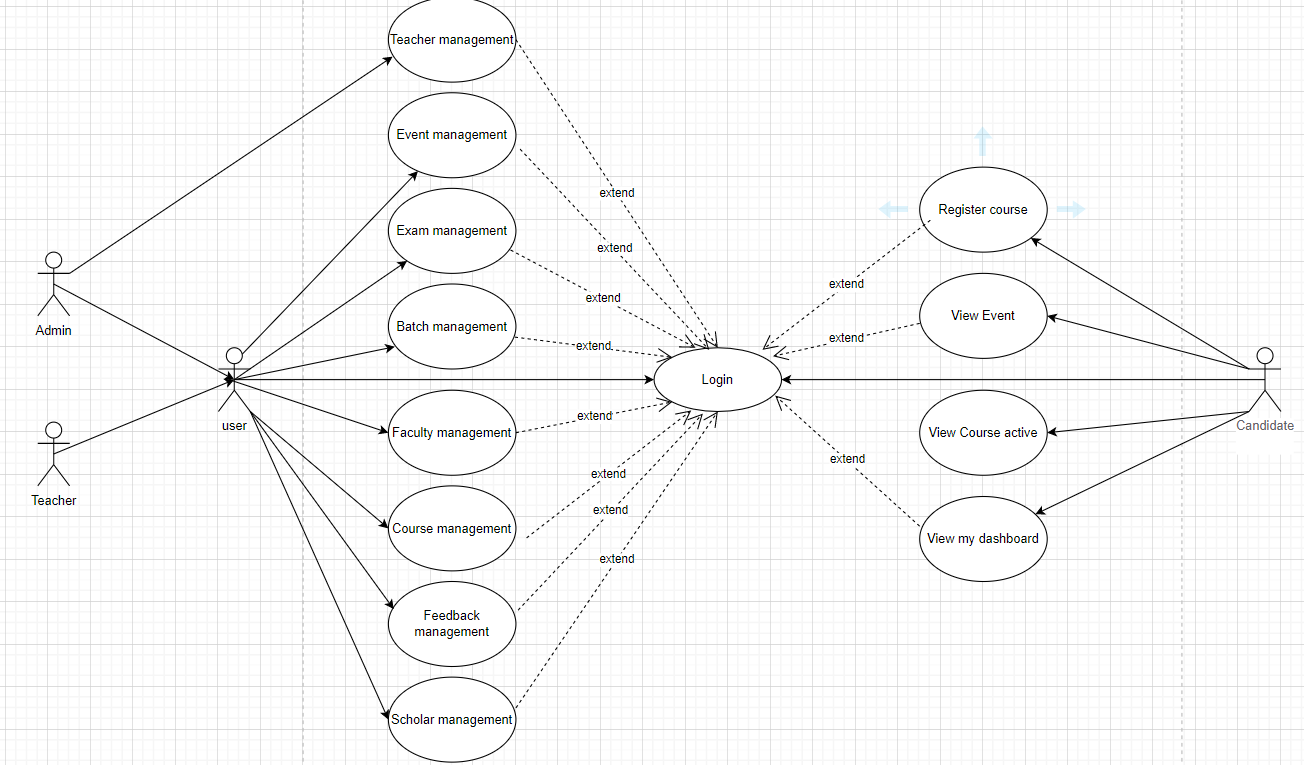 Teacher management
Event management
extend
Exam management
Register course
extend
extend
extend
View Event
Batch management
Admin
extend
extend
Login
user
Faculty management
extend
View Course active
Candidate
extend
extend
Teacher
extend
Course management
View my dashboard
extend
Feedback
management
Scholar management